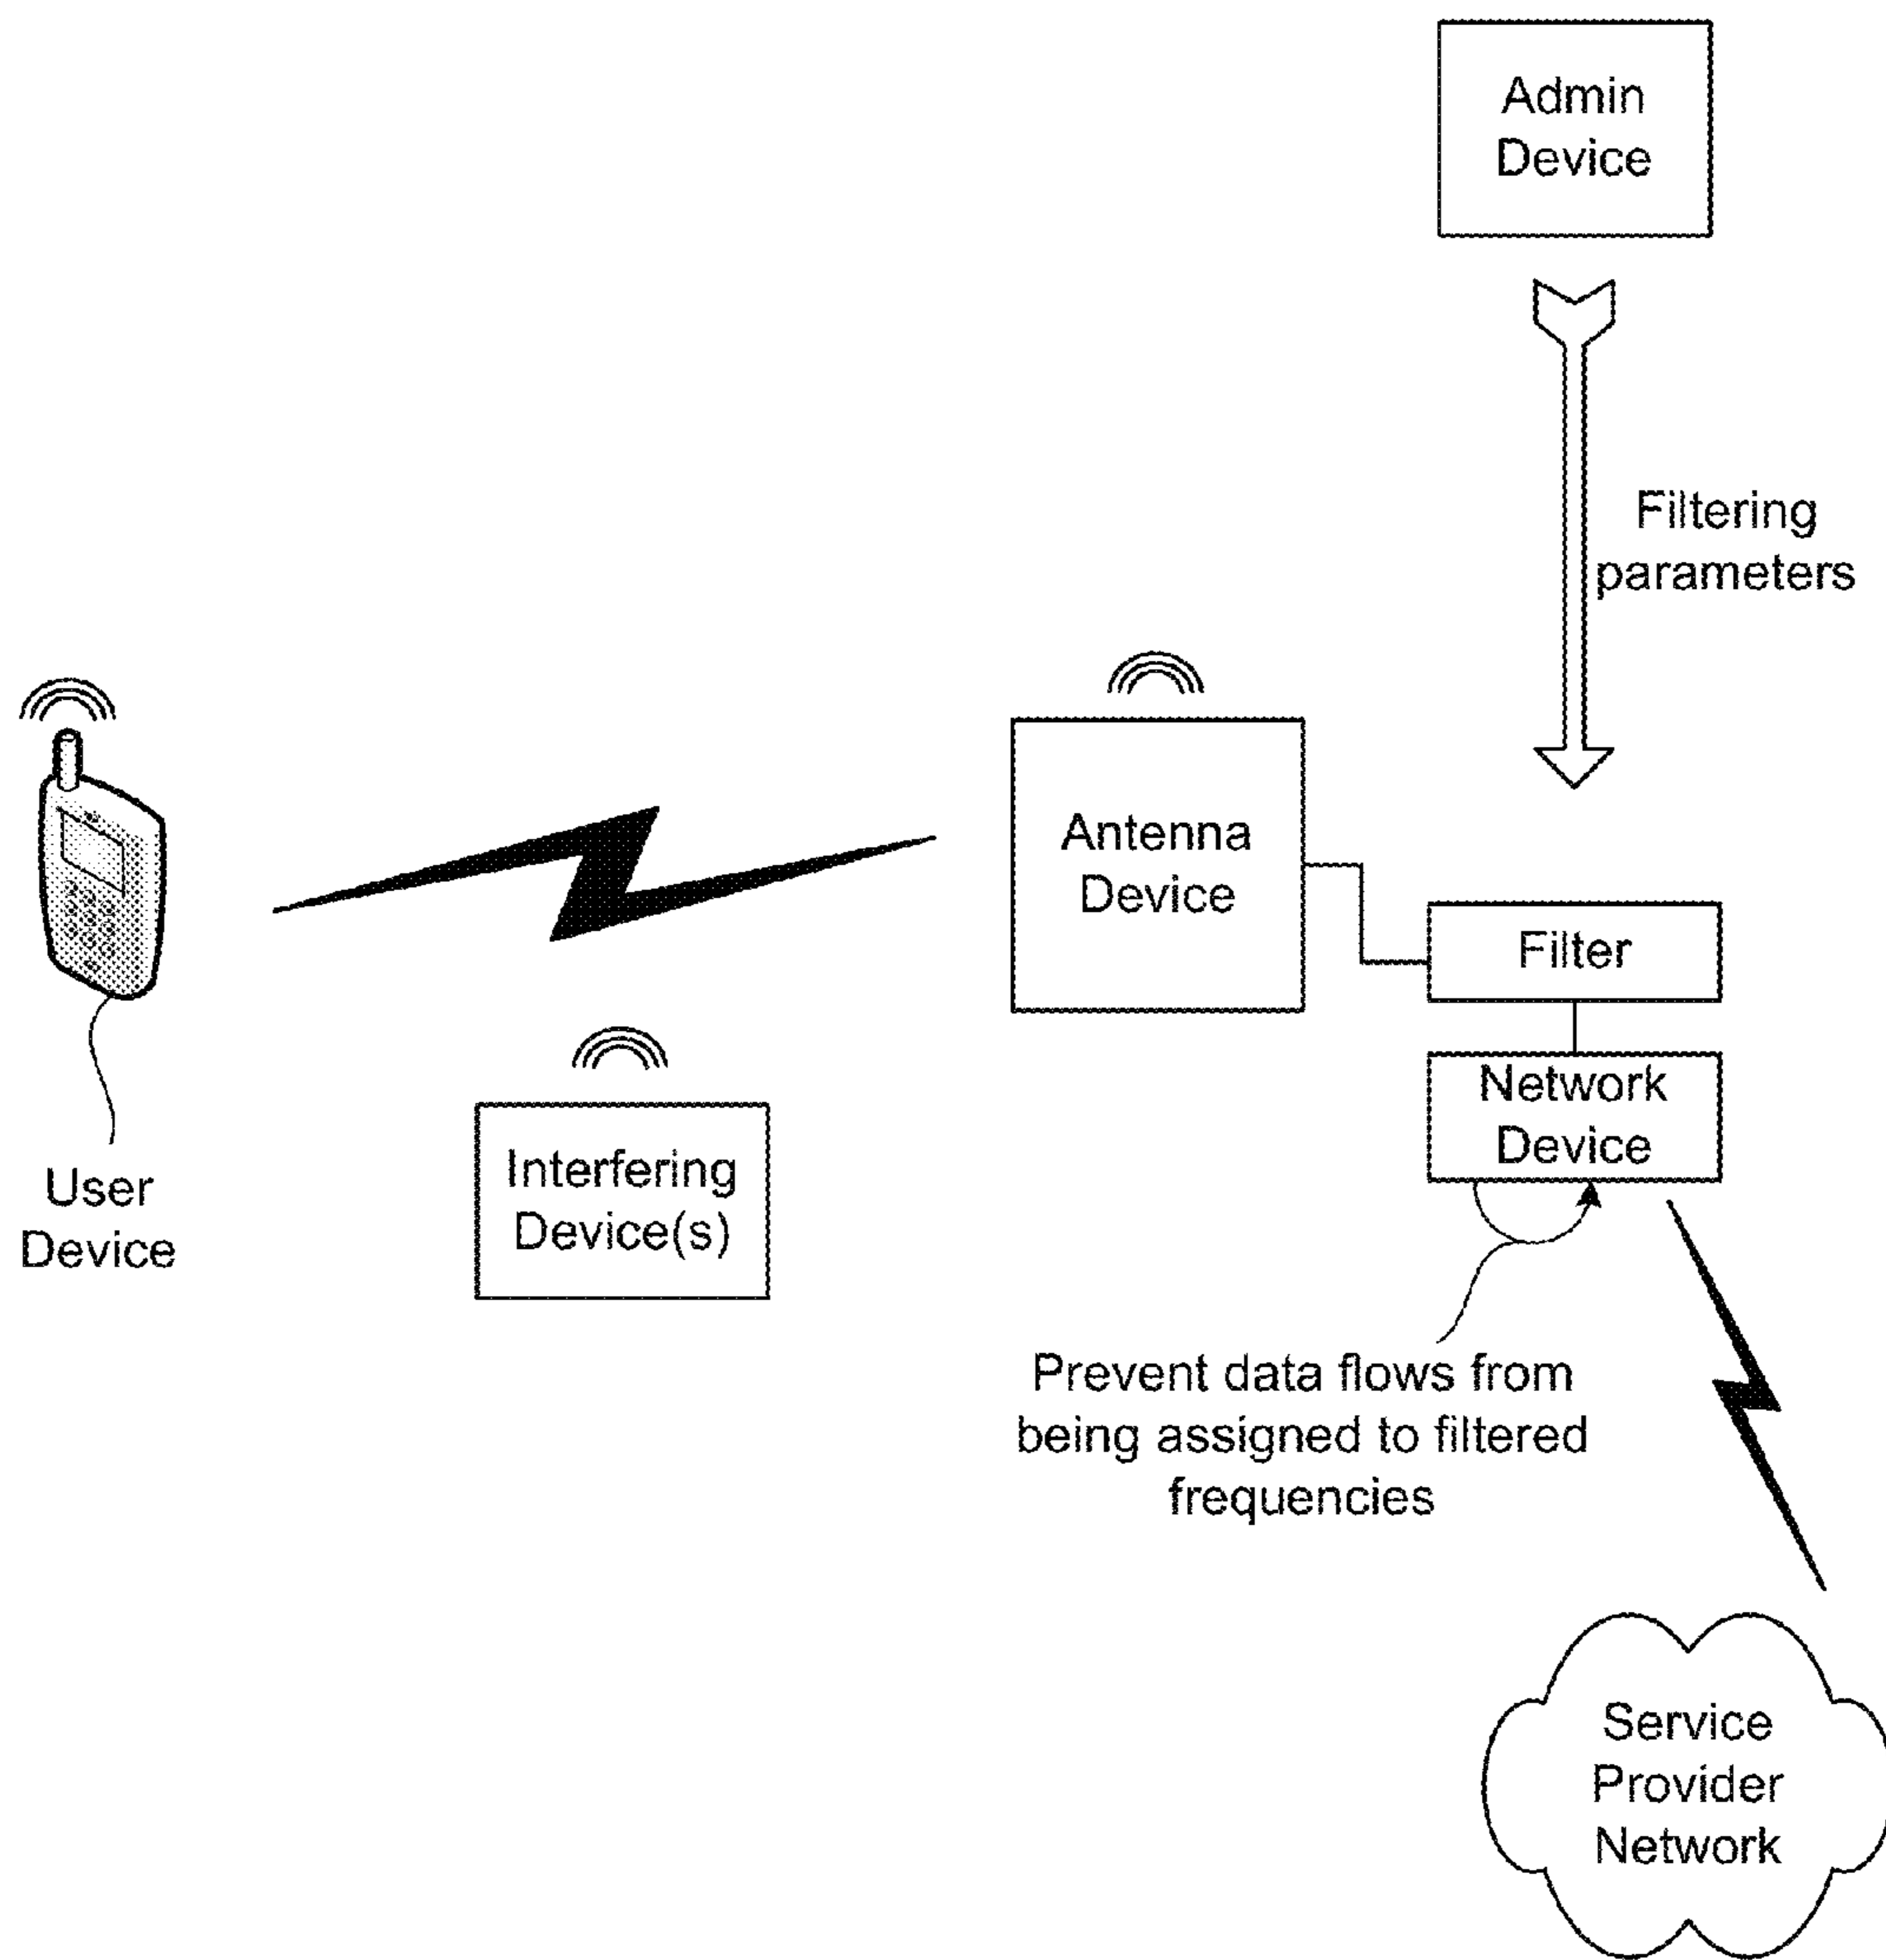 Admin
Device
Filtering
parameters
Antenna
Device
Filter
Network
Device
Interfering
Device(s)
User
Device
Prevent data flows from
being assigned to filtered
frequencies
Service
Provider
Network